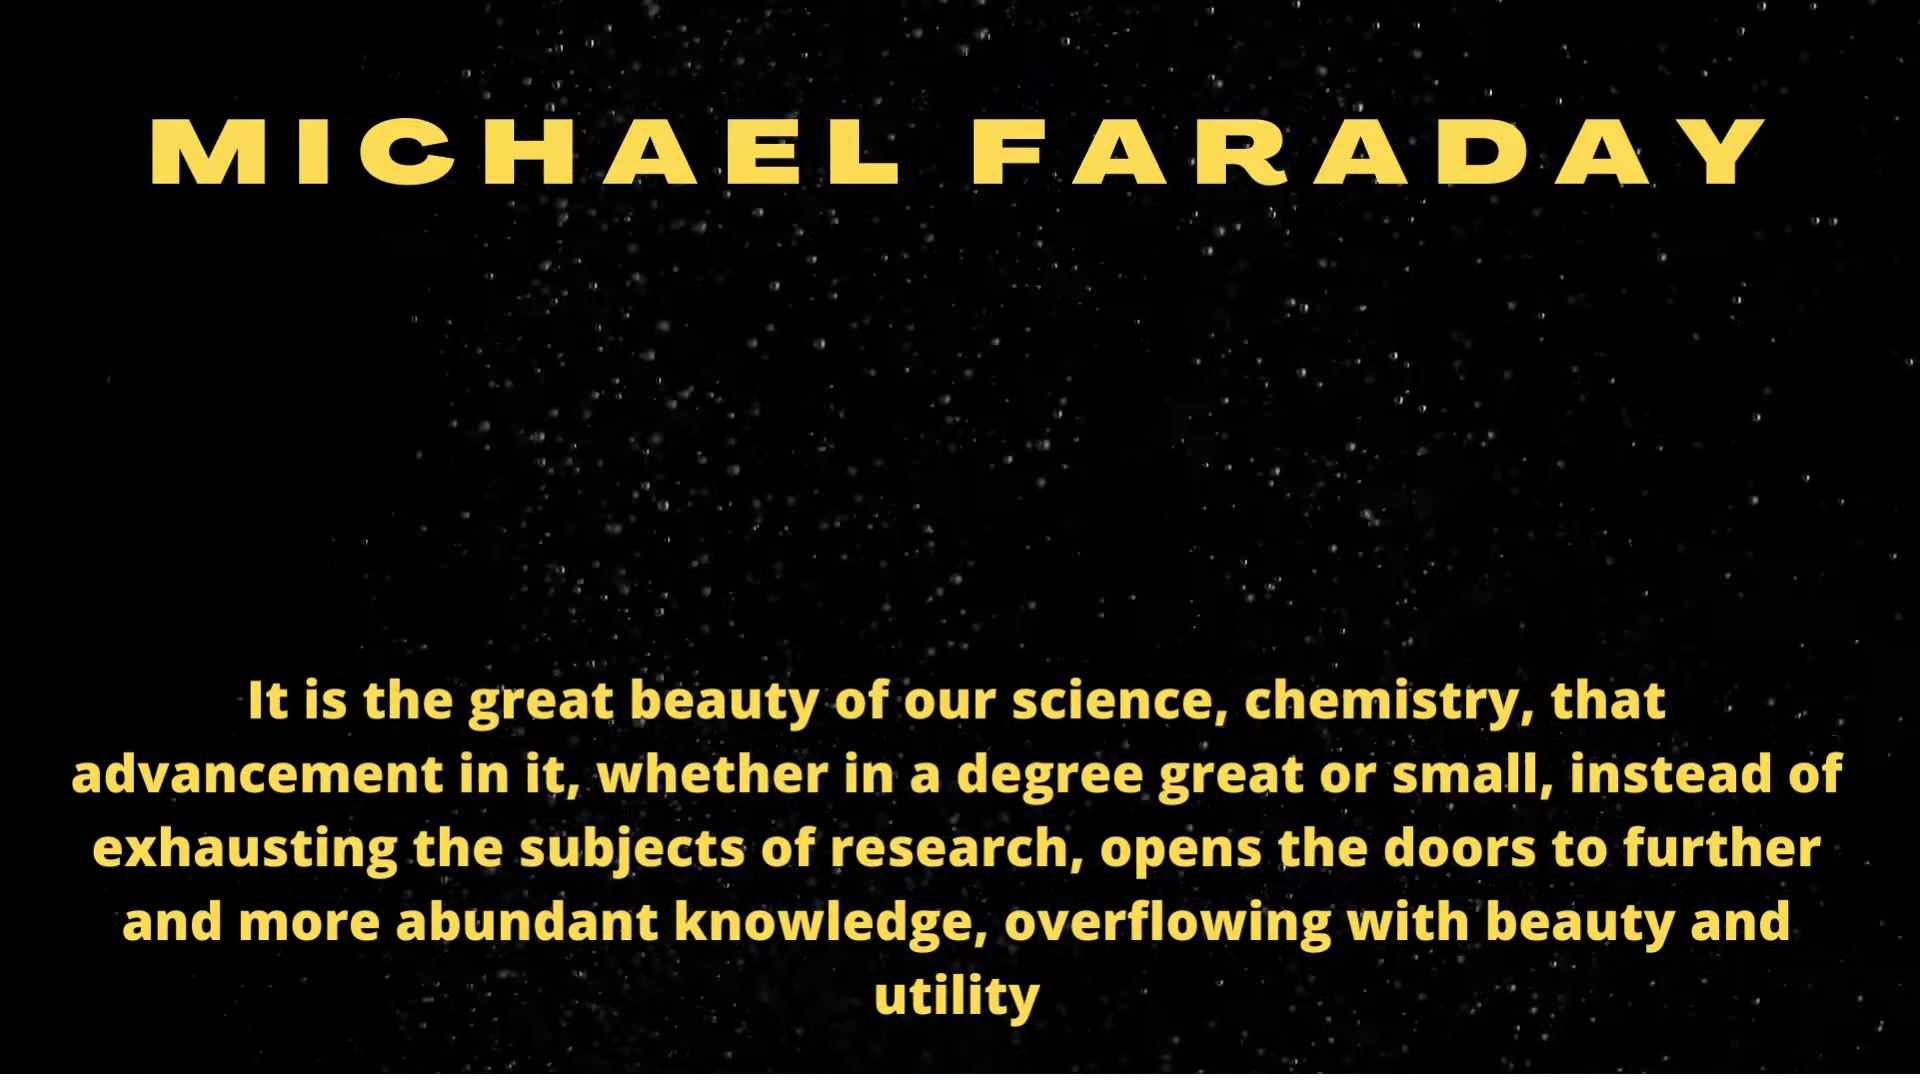 MICHAEL FARADAY
It is the great beauty of our science, chemistry, that
advancement in it, whether in a degree great or small, instead of
exhausting the subjects of research, opens the doors to further
and more abundant knowledge, overflowing with beauty and
utility